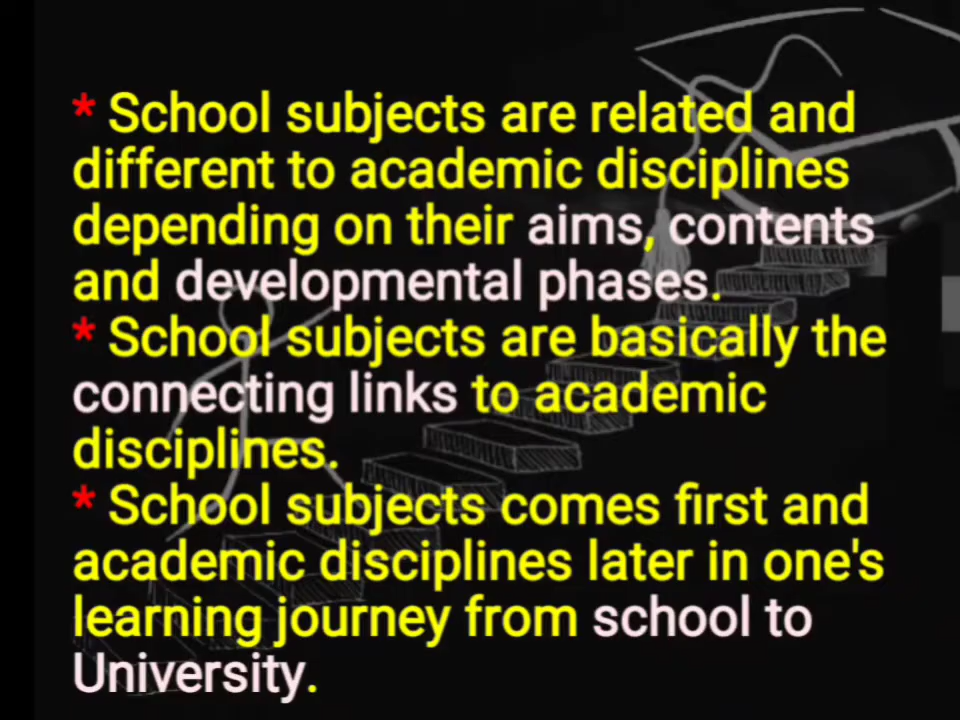 * School subjects are related and
different to academic disciplines
depending on their aims, contents
and developmental phases.
* School subjects are basically the
connecting links to academic
disciplines.
* School subjects comes first and
academic disciplines later in one's
learning journey from school to
University.